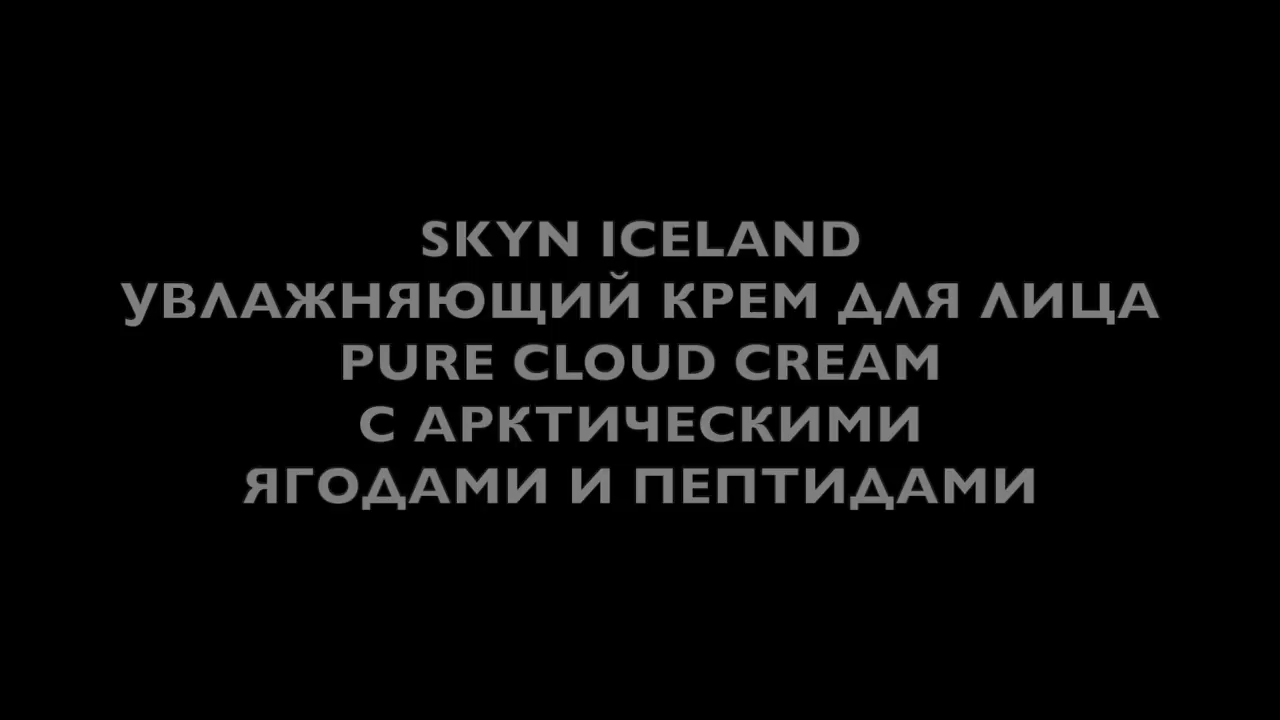 SKYN ICELAND
УВЛАЖНЯЮЩИЙ КРЕМ ДЛЯ ЛИЦА
PURE CLOUD CREAM
С АРКТИЧЕСКИМИ
ЯГОДАМИ И ПЕПТИДАМИ